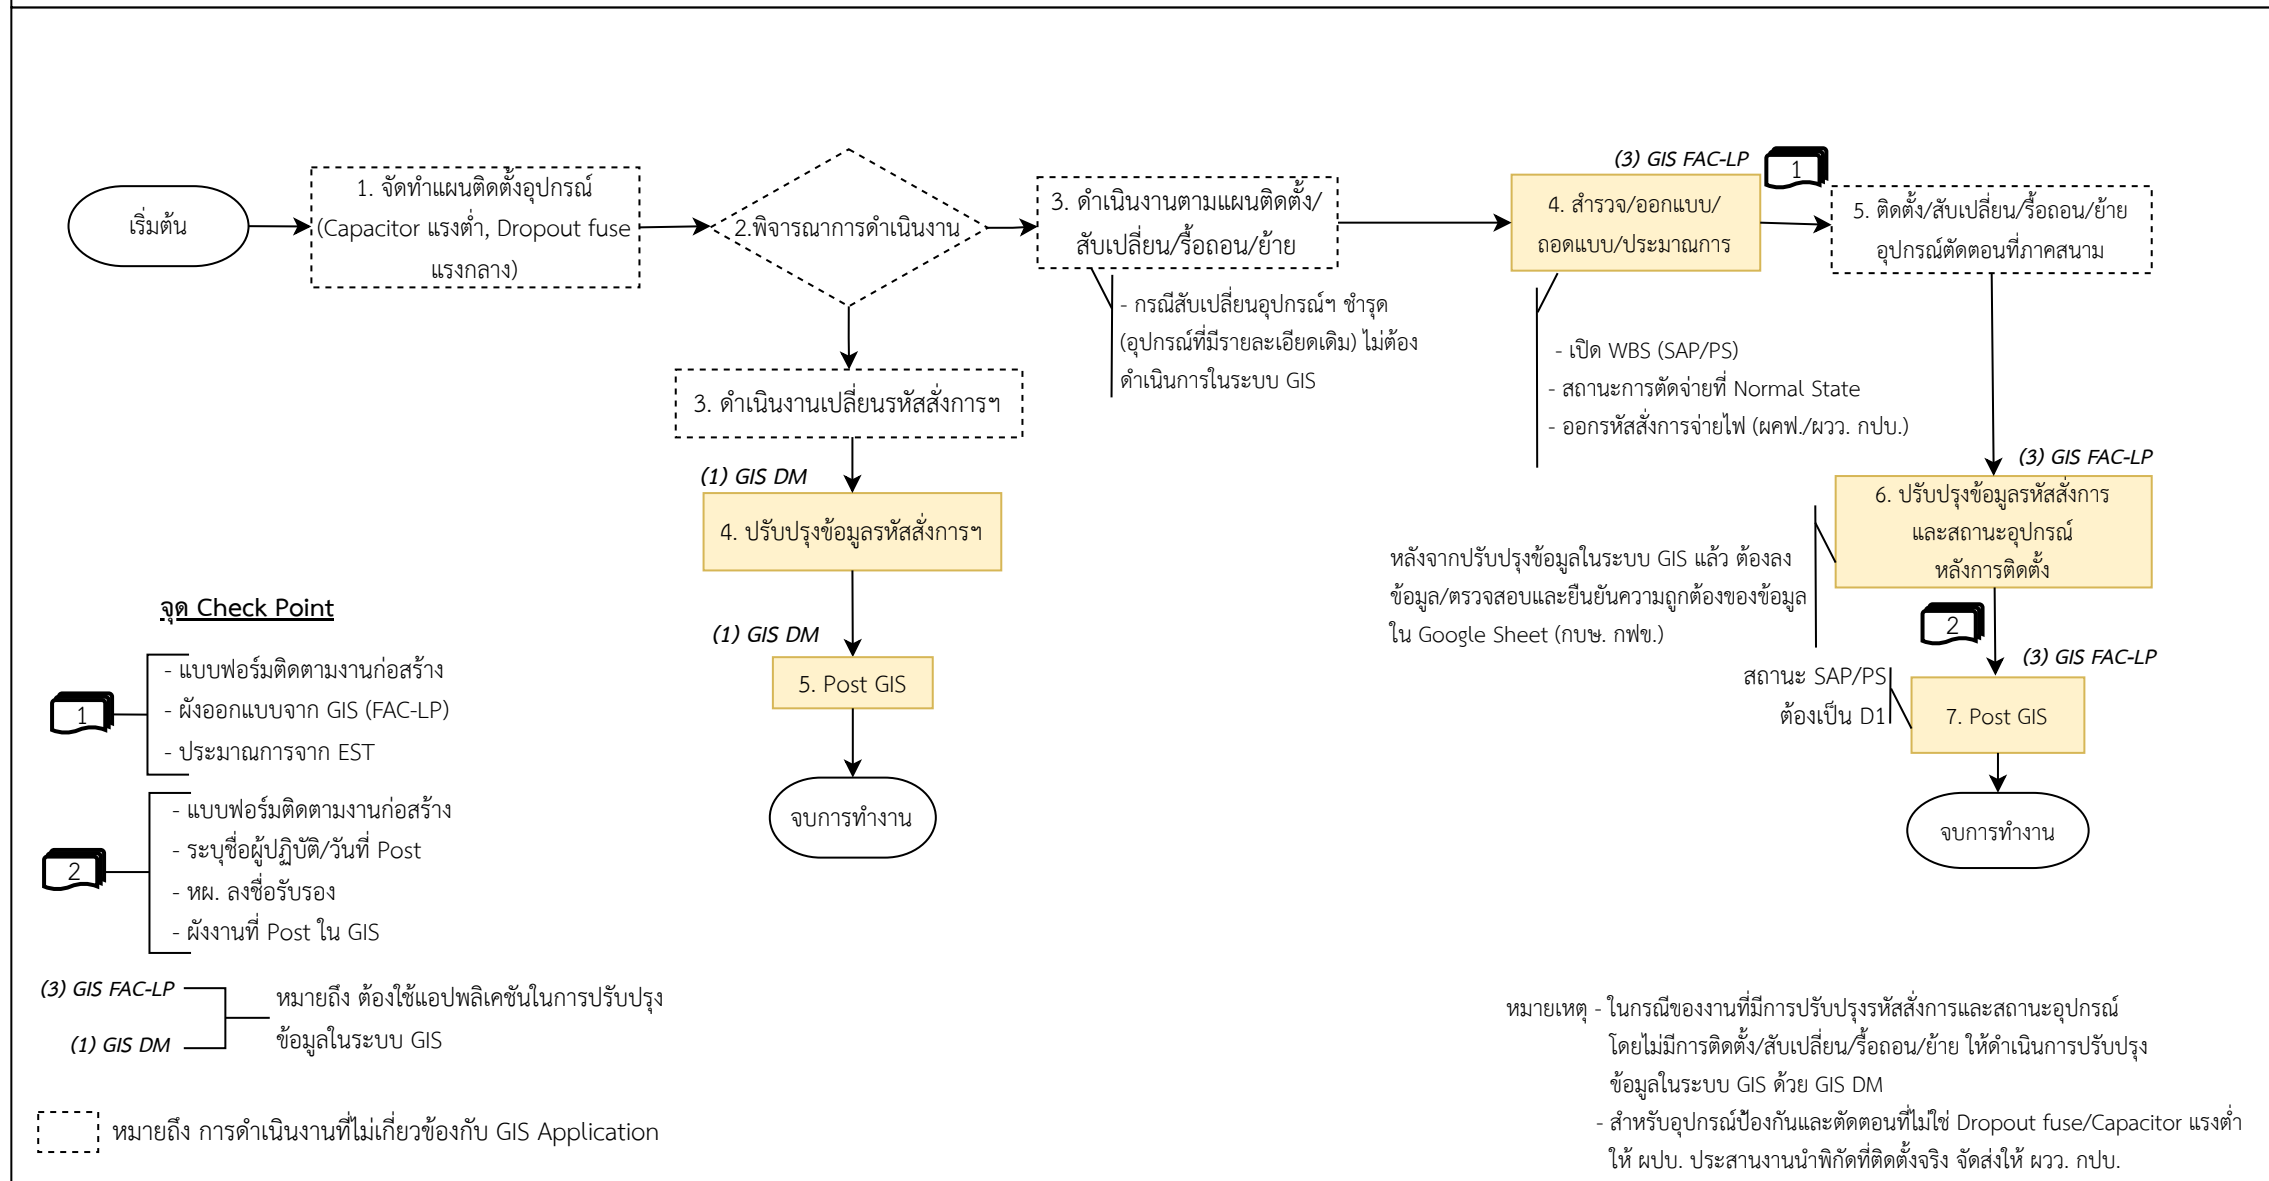 เริ่มต้น
1. จัดทำแผนติดตั้งอุปกรณ์
(Capacitor แรงต่ำ, Dropout fuse
แรงกลาง)
2.พิจารณาการดำเนินงาน
3. ดำเนินงานตามแผนติดตั้ง/
สับเปลี่ยน/รื้อถอน/ย้าย
- กรณีสับเปลี่ยนอุปกรณ์ฯ ชำรุด
(อุปกรณ์ที่มีรายละเอียดเดิม) ไม่ต้อง
ดำเนินการในระบบ GIS
(3) GIS FAC-LP
1
4. สำรวจ/ออกแบบ/
ถอดแบบ/ประมาณการ
- เปิด WBS (SAP/PS)
- สถานะการตัดจ่ายที่ Normal State
- ออกรหัสสั่งการจ่ายไฟ (ผคฟ./ผวว. กปบ.)
5. ติดตั้ง/สับเปลี่ยน/รื้อถอน/ย้าย
อุปกรณ์ตัดตอนที่ภาคสนาม
3. ดำเนินงานเปลี่ยนรหัสสั่งการฯ
(1) GIS DM
4. ปรับปรุงข้อมูลรหัสสั่งการฯ
(1) GIS DM
5. Post GIS
จบการทำงาน
(3) GIS FAC-LP
6. ปรับปรุงข้อมูลรหัสสั่งการ
และสถานะอุปกรณ์
หลังการติดตั้ง
หลังจากปรับปรุงข้อมูลในระบบ GIS แล้ว ต้องลง
ข้อมูล/ตรวจสอบและยืนยันความถูกต้องของข้อมูล
ใน Google Sheet (กบษ. กฟข.)
2
(3) GIS FAC-LP
สถานะ SAP/PS
ต้องเป็น D1
7. Post GIS
จบการทำงาน
จุด Check Point
1
- แบบฟอร์มติดตามงานก่อสร้าง
- ผังออกแบบจาก GIS (FAC-LP)
- ประมาณการจาก EST
2
- แบบฟอร์มติดตามงานก่อสร้าง
- ระบุชื่อผู้ปฏิบัติ/วันที่ Post
- หผ. ลงชื่อรับรอง
- ผังงานที่ Post ใน GIS
(3) GIS FAC-LP
(1) GIS DM
หมายถึง ต้องใช้แอปพลิเคชันในการปรับปรุง
ข้อมูลในระบบ GIS
หมายถึง การดำเนินงานที่ไม่เกี่ยวข้องกับ GIS Application
หมายเหตุ - ในกรณีของงานที่มีการปรับปรุงรหัสสั่งการและสถานะอุปกรณ์
โดยไม่มีการติดตั้ง/สับเปลี่ยน/รื้อถอน/ย้าย ให้ดำเนินการปรับปรุง
ข้อมูลในระบบ GIS ด้วย GIS DM
- สำหรับอุปกรณ์ป้องกันและตัดตอนที่ไม่ใช่ Dropout fuse/Capacitor แรงต่ำ
ให้ ผปบ. ประสานงานนำพิกัดที่ติดตั้งจริง จัดส่งให้ ผวว. กปบ.